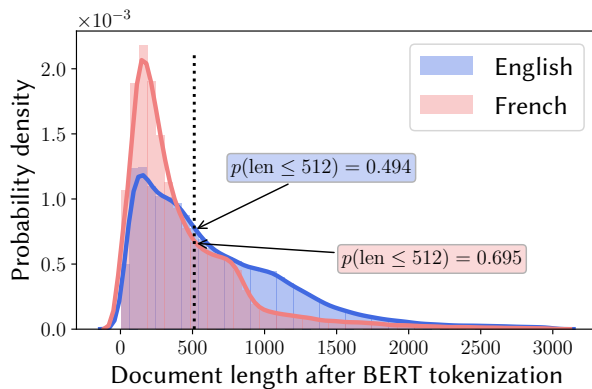 ×10⁻³
Probability density
2.0
1.5
1.0
0.5
0.0
English
French
p(len ≤ 512) = 0.494
p(len ≤ 512) = 0.695
0 500 1000 1500 2000 2500 3000
Document length after BERT tokenization